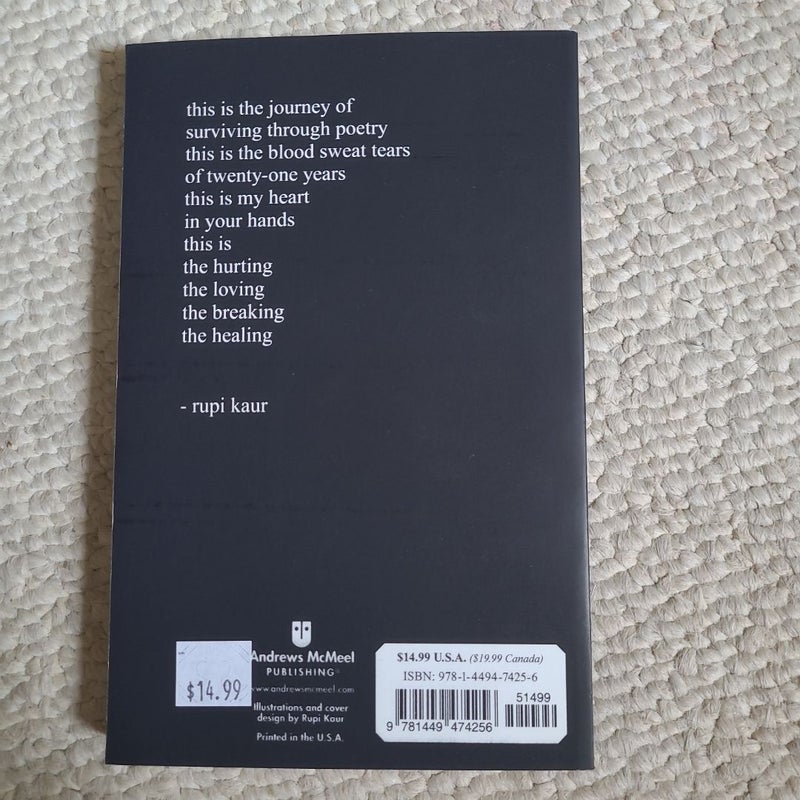 this is the journey of
surviving through poetry
this is the blood sweat tears
of twenty-one years
this is my heart
in your hands
this is
the hurting
the loving
the breaking
the healing
- rupi kaur
Andrews McMeel
PUBLISHING®
www.andrewsmcmeel.com
Illustrations and cover
design by Rupi Kaur
Printed in the U.S.A.
$14.99
$14.99 U.S.A. ($19.99 Canada)
ISBN: 978-1-4494-7425-6
51499
9 781449 474256